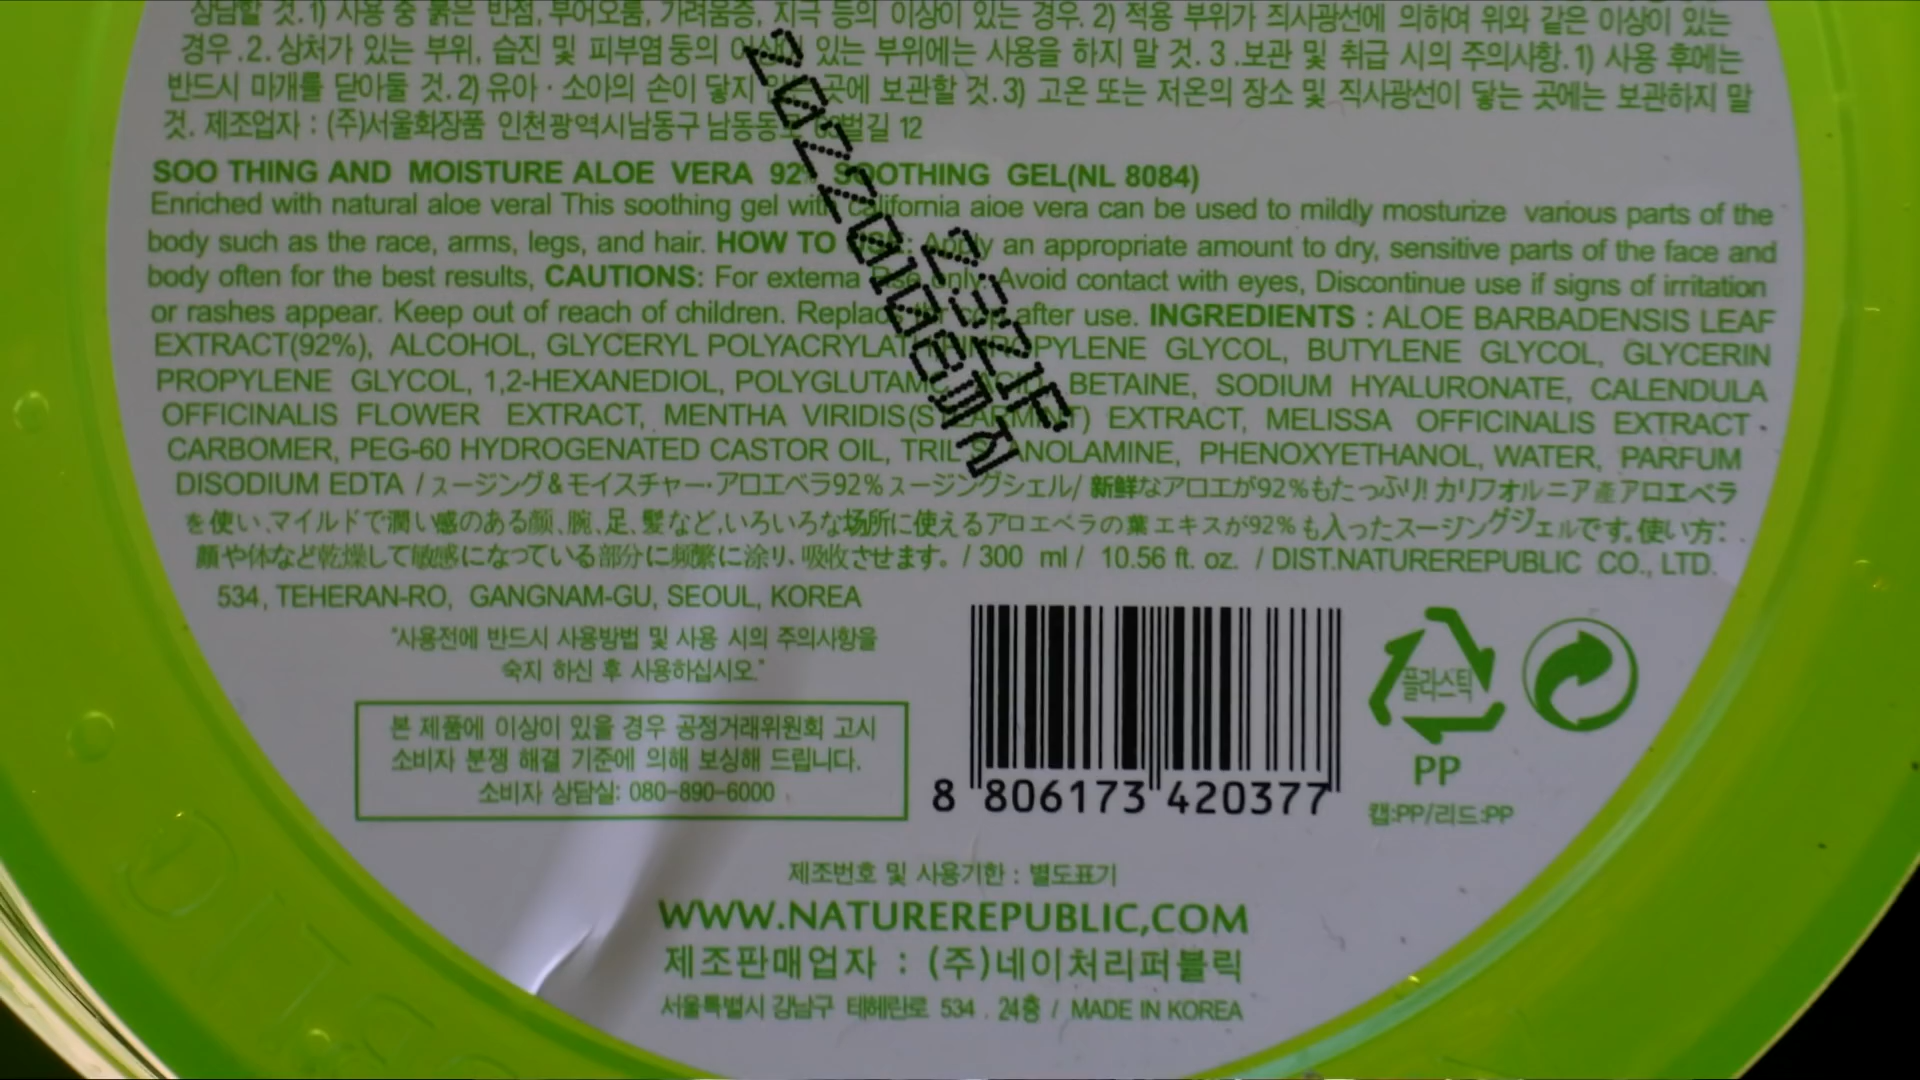 상담할 것.1) 사용 중 붉은 반점, 부어오름, 가려움증, 지극 등의 이상이 있는 경우. 2) 적용 부위가 직사광선에 의하여 위와 같은 이상이 있는
경우.2. 상처가 있는 부위, 습진 및 피부염둥의 있는 부위에는 사용을 하지 말 것. 3 .보관 및 취급 시의 주의사항.1) 사용 후에는
반드시 마개를 닫아둘 것.2)유아 · 소아의 손이 닿지 곳에 보관할 것.3) 고온 또는 저온의 장소 및 직사광선이 닿는 곳에는 보관하지 말
것. 제조업자 : (주)서울화장품 인천광역시남동구 12
SOO THING AND MOISTURE ALOE VERA 92% SOOTHING GEL(NL 8084)
Enriched with natural aloe veral This soothing gel with California aioe vera can be used to mildly mosturize various parts of the
body such as the race, arms, legs, and hair. HOW TO : Apply an appropriate amount to dry, sensitive parts of the face and
body often for the best results, CAUTIONS: For externa only. Avoid contact with eyes, Discontinue use if signs of irritation
or rashes appear. Keep out of reach of children. after use. INGREDIENTS : ALOE BARBADENSIS LEAF
EXTRACT(92%), ALCOHOL, GLYCERYL GLYCOL, BUTYLENE GLYCOL, GLYCERIN
PROPYLENE GLYCOL, 1,2-HEXANEDIOL, BETAINE, SODIUM HYALURONATE, CALENDULA
OFFICINALIS FLOWER EXTRACT, MENTHA EXTRACT, MELISSA OFFICINALIS EXTRACT
CARBOMER, PEG-60 HYDROGENATED CASTOR OIL, PHENOXYETHANOL, WATER, PARFUM
DISODIUM EDTA /スージング&モイスチャー·アロエベラ92%スージングシェル/ 新鮮なアロエが92%もたっぷり! カリフオルニア産アロエベラ
を使い、マイルドで潤い感のある顔、腕、足、髪など、いろいろな場所に使えるアロエベラの葉エキスが92%も入ったスージングジェルです。使い方:
顔や体など乾燥して敏感になっている部分に頻繁に涂り、吸收させます。/ 300 ml / 10.56 ft. oz. / DIST.NATUREREPUBLIC CO., LTD.
534, TEHERAN-RO, GANGNAM-GU, SEOUL, KOREA
20220108까지
23Z1F
"사용전에 반드시 사용방법 및 사용 시의 주의사항을
숙지 하신 후 사용하십시오."
본 제품에 이상이 있을 경우 공정거래위원회 고시
소비자 분쟁 해결 기준에 의해 보싱해 드립니다.
소비자 상담실: 080-890-6000
8 806173 420377
플라스틱
PP
캡:PP/리드:PP
제조번호 및 사용기한 : 별도표기
WWW.NATUREREPUBLIC,COM
제조판매업자 : (주)네이처리퍼블릭
서울특별시 강남구 테헤란로 534 . 24층 / MADE IN KOREA